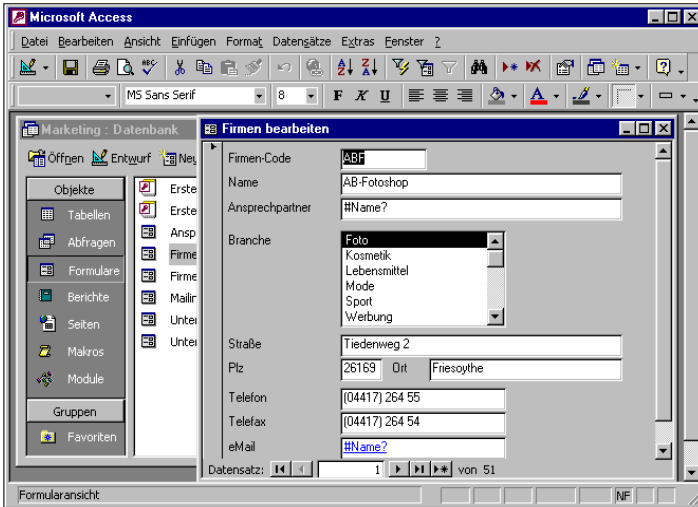 Microsoft Access
Datei Bearbeiten Ansicht Einfügen Format Datensätze Extras Fenster ?
MS Sans Serif 8 F K U
Marketing : Datenbank
Öffnen Entwurf Neu
Objekte
Tabellen
Abfragen
Formulare
Berichte
Seiten
Makros
Module
Gruppen
Favoriten
Erste
Erste
Ansp
Firme
Firme
Mailin
Unter
Unter
Firmen bearbeiten
Firmen-Code ABF
Name AB-Fotoshop
Ansprechpartner #Name?
Branche Foto
Kosmetik
Lebensmittel
Mode
Sport
Werbung
Straße Tiedenweg 2
Plz 26169 Ort Friesoythe
Telefon (04417) 264 55
Telefax (04417) 264 54
eMail #Name?
Datensatz: 1 von 51
Formularansicht NF